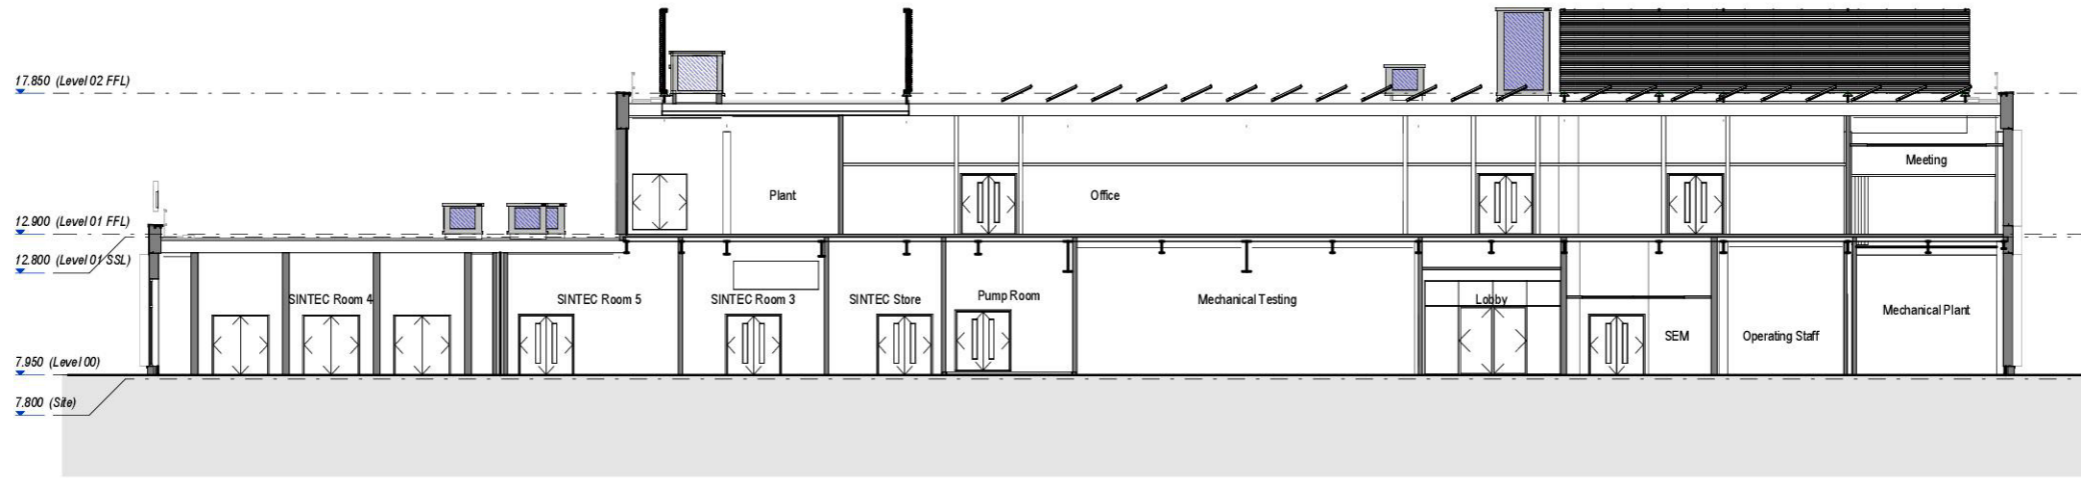 17.850 (Level 02 FFL)
Meeting
Plant
Office
12.900 (Level 01 FFL)
12.800 (Level 01 SSL)
SINTEC Room 4
SINTEC Room 5
SINTEC Room 3
SINTEC Store
Pump Room
Mechanical Testing
Lobby
Mechanical Plant
SEM
Operating Staff
7.950 (Level 00)
7.800 (Site)